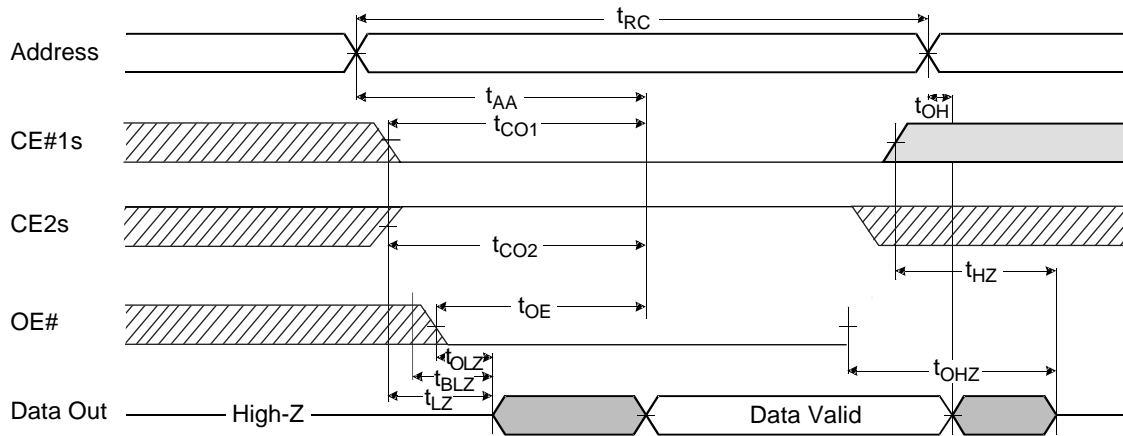 tRC
Address
tAA
tOH
tCO1
CE#1s
CE2s
tCO2
tHZ
tOE
OE#
tOLZ
tOHZ
tBLZ
tLZ
Data Out
High-Z
Data Valid